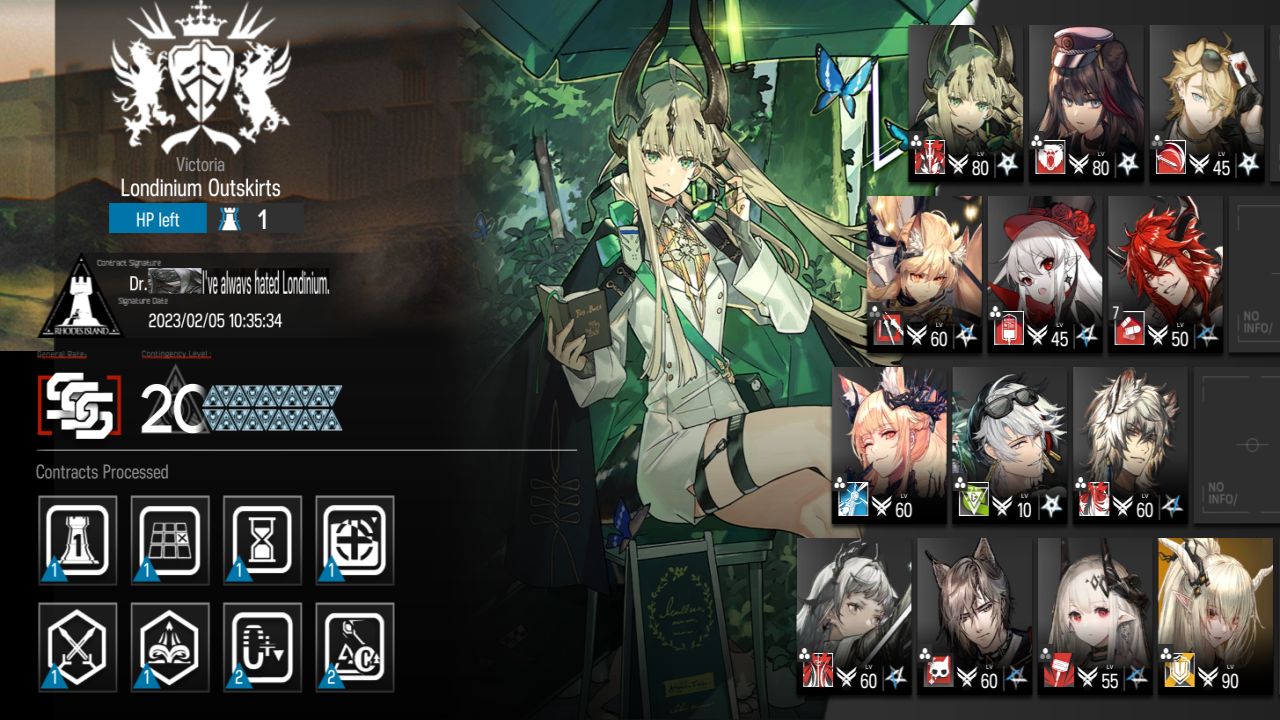 Victoria
Londinium Outskirts
HP left 1
Contract Signature
Dr. I've always hated Londinium.
Signature Date
2023/02/05 10:35:34
RHODES ISLAND
General Rate:
Contingency Level:
SSS
20
Contracts Processed
1
1
1
1
1
1
1
2
C
2
LV 80
LV 80
LV 45
LV 60
LV 45
7
LV 50
NO INFO/
LV 60
LV 10
LV 60
NO INFO/
LV 60
LV 60
LV 55
LV 90